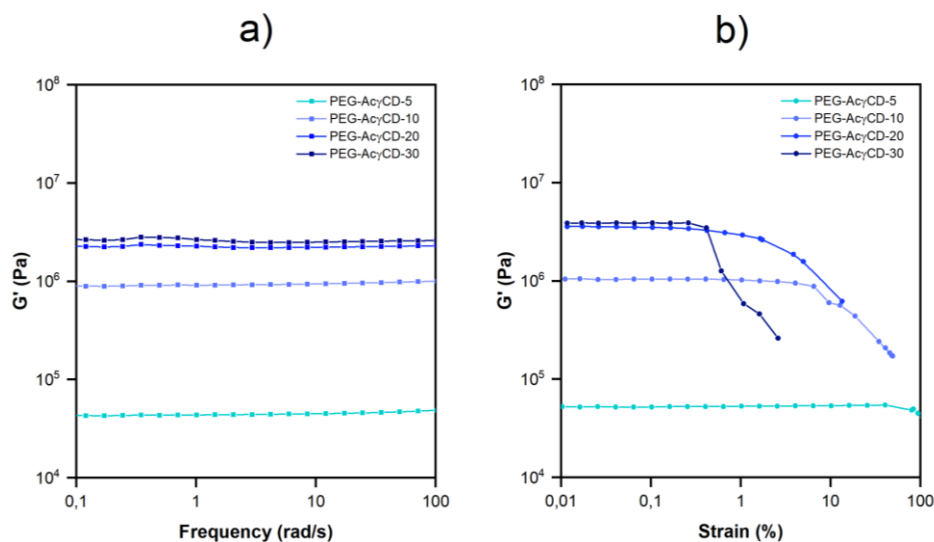 a)
10⁸
10⁷
10⁶
10⁵
10⁴
G' (Pa)
PEG-AcγCD-5
PEG-AcγCD-10
PEG-AcγCD-20
PEG-AcγCD-30
0,1
1
10
100
Frequency (rad/s)
b)
10⁸
10⁷
10⁶
10⁵
10⁴
G' (Pa)
PEG-AcγCD-5
PEG-AcγCD-10
PEG-AcγCD-20
PEG-AcγCD-30
0,01
0,1
1
10
100
Strain (%)